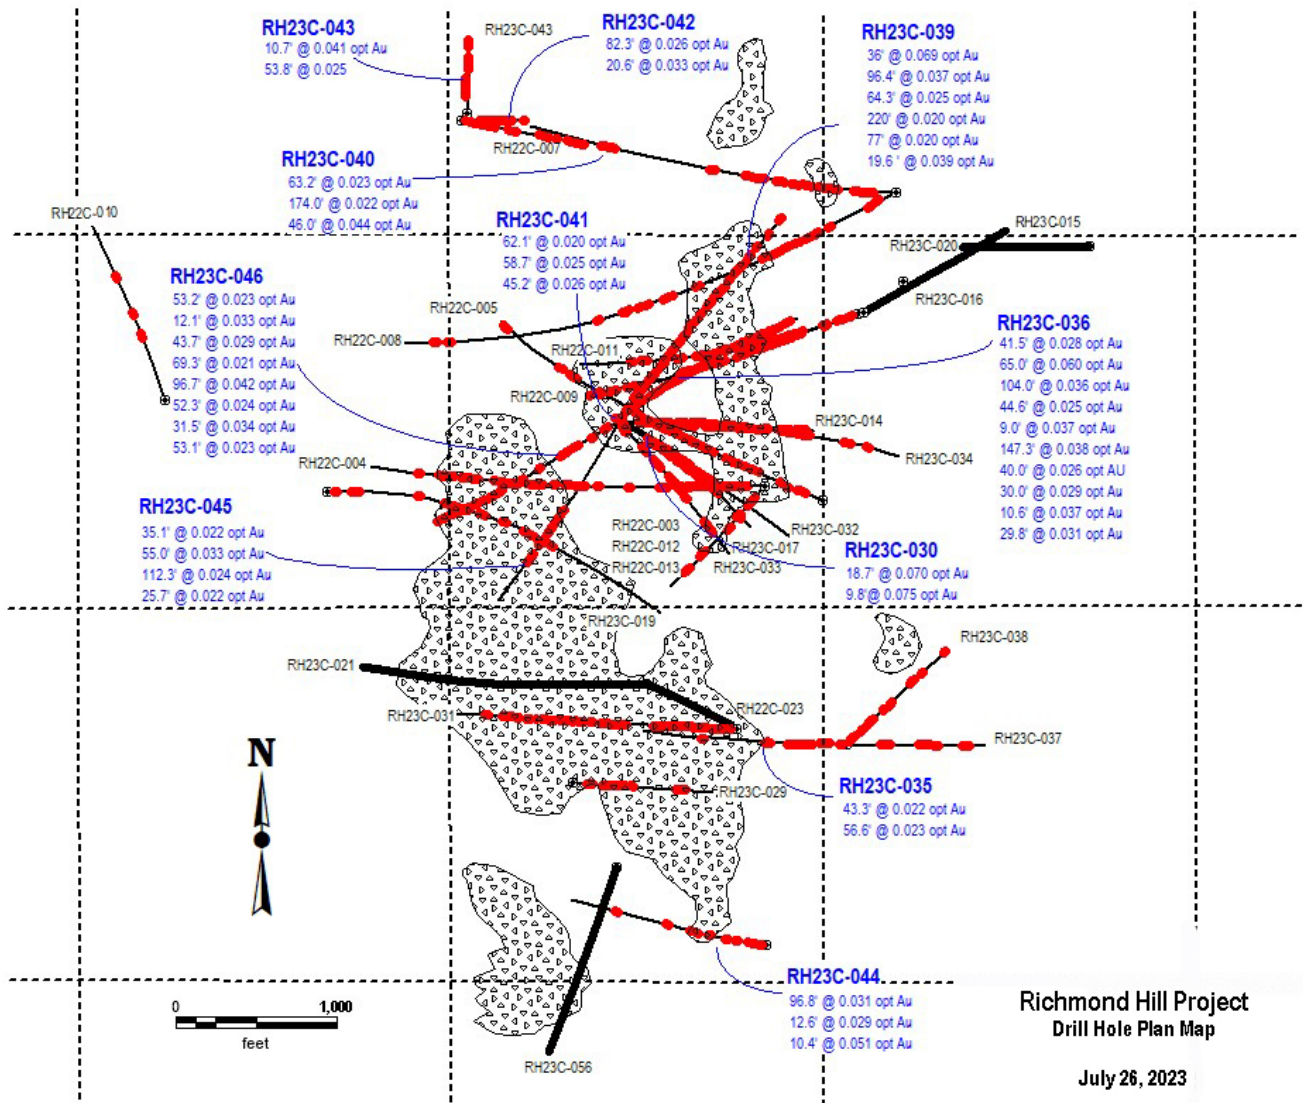 RH23C-043
10.7' @ 0.041 opt Au
53.8' @ 0.025
RH23C-043
RH23C-042
82.3' @ 0.026 opt Au
20.6' @ 0.033 opt Au
RH23C-039
36' @ 0.069 opt Au
96.4' @ 0.037 opt Au
64.3' @ 0.025 opt Au
220' @ 0.020 opt Au
77' @ 0.020 opt Au
19.6 ' @ 0.039 opt Au
RH22C-007
RH23C-040
63.2' @ 0.023 opt Au
174.0' @ 0.022 opt Au
46.0' @ 0.044 opt Au
RH22C-010
RH23C-041
62.1' @ 0.020 opt Au
58.7' @ 0.025 opt Au
45.2' @ 0.026 opt Au
RH23C-015
RH23C-020
RH23C-016
RH23C-046
53.2' @ 0.023 opt Au
12.1' @ 0.033 opt Au
43.7' @ 0.029 opt Au
69.3' @ 0.021 opt Au
96.7' @ 0.042 opt Au
52.3' @ 0.024 opt Au
31.5' @ 0.034 opt Au
53.1' @ 0.023 opt Au
RH22C-005
RH22C-008
RH22C-011
RH22C-009
RH23C-036
41.5' @ 0.028 opt Au
65.0' @ 0.060 opt Au
104.0' @ 0.036 opt Au
44.6' @ 0.025 opt Au
9.0' @ 0.037 opt Au
147.3' @ 0.038 opt Au
40.0' @ 0.026 opt AU
30.0' @ 0.029 opt Au
10.6' @ 0.037 opt Au
29.8' @ 0.031 opt Au
RH23C-014
RH23C-034
RH22C-004
RH23C-045
35.1' @ 0.022 opt Au
55.0' @ 0.033 opt Au
112.3' @ 0.024 opt Au
25.7' @ 0.022 opt Au
RH22C-003
RH22C-012
RH22C-013
RH23C-032
RH23C-017
RH23C-033
RH23C-030
18.7' @ 0.070 opt Au
9.8'@ 0.075 opt Au
RH23C-019
RH23C-038
RH23C-021
RH23C-031
RH22C-023
RH23C-037
RH23C-029
RH23C-035
43.3' @ 0.022 opt Au
56.6' @ 0.023 opt Au
N
RH23C-044
96.8' @ 0.031 opt Au
12.6' @ 0.029 opt Au
10.4' @ 0.051 opt Au
0 1,000
feet
RH23C-056
Richmond Hill Project
Drill Hole Plan Map
July 26, 2023